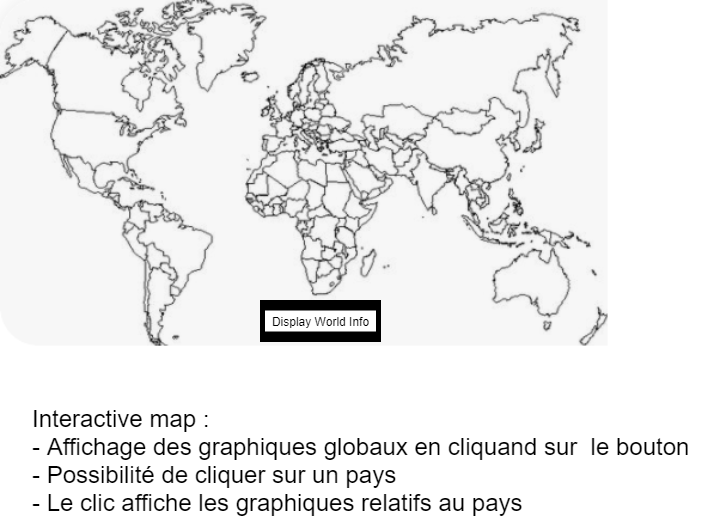 Display World Info
Interactive map :
- Affichage des graphiques globaux en cliquand sur le bouton
- Possibilité de cliquer sur un pays
- Le clic affiche les graphiques relatifs au pays